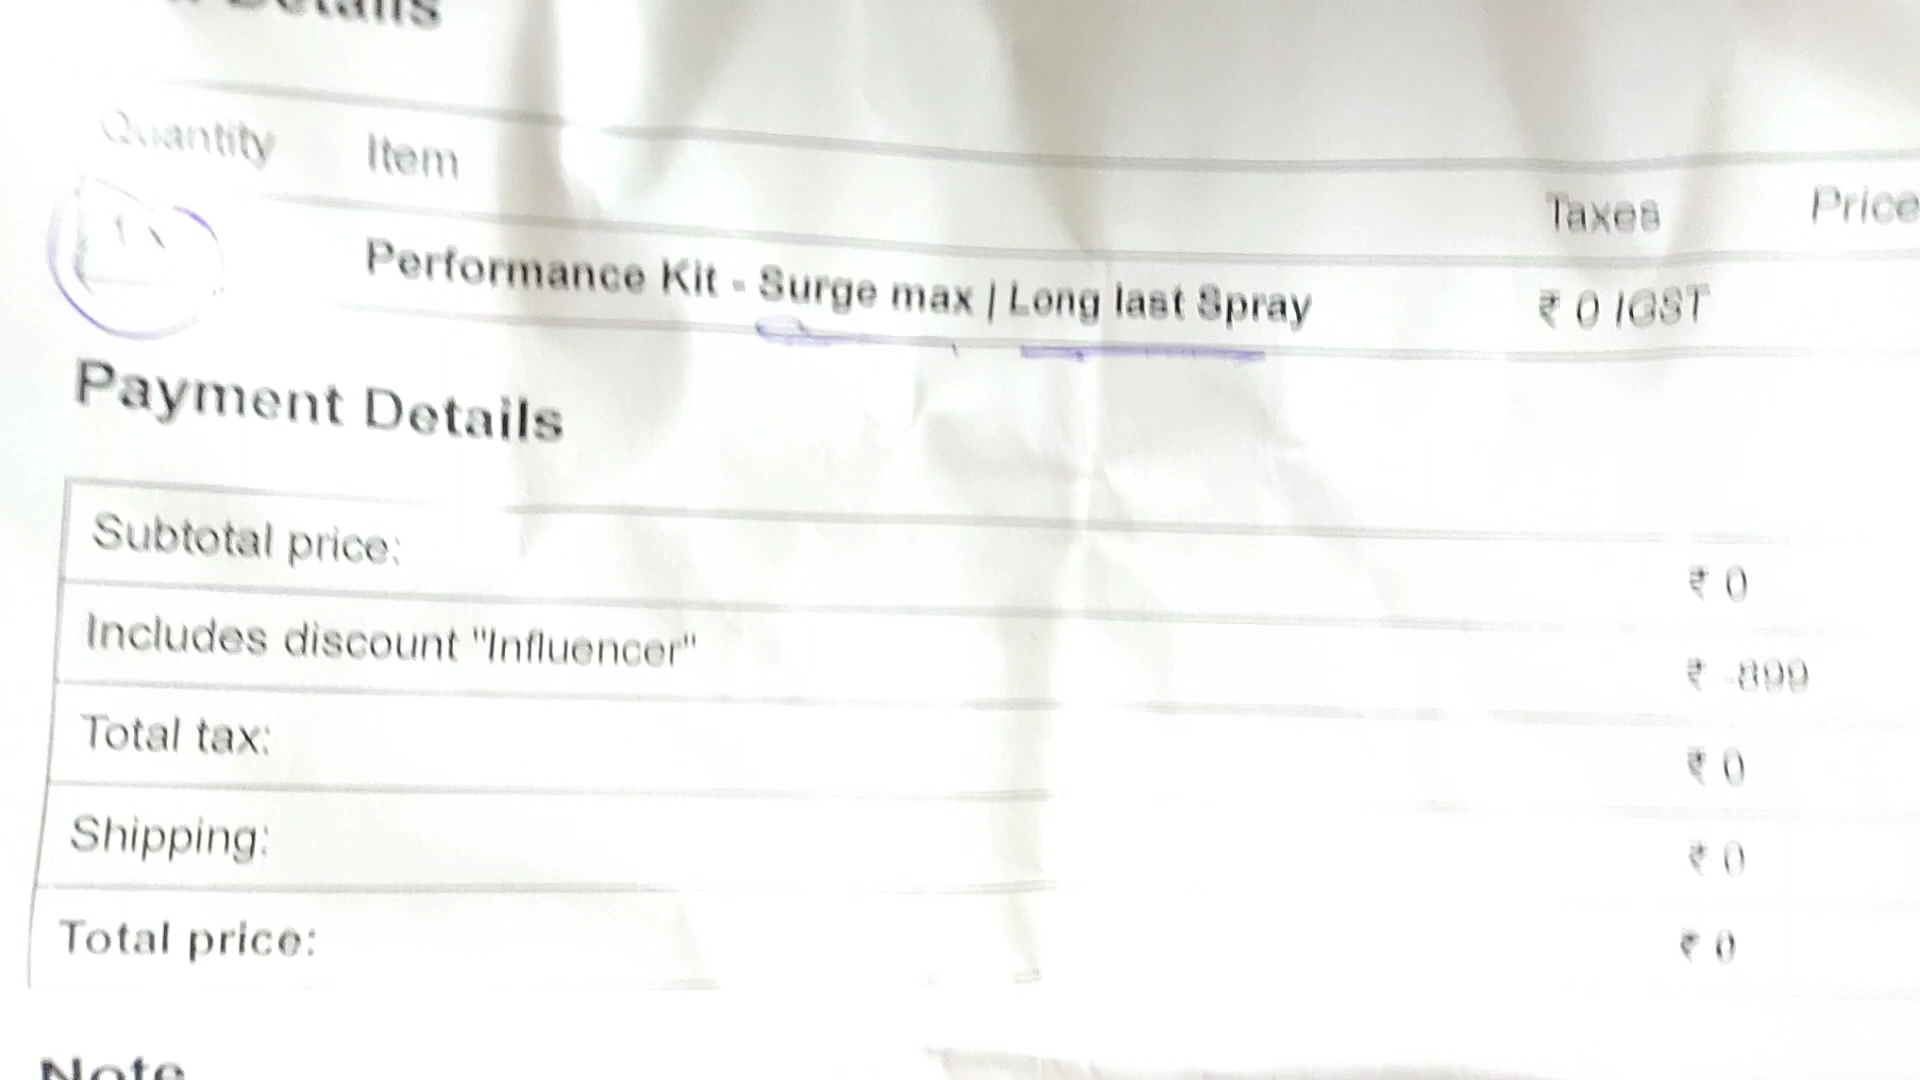 Details
Quantity Item Taxes Price
1 x Performance Kit - Surge max | Long last Spray ₹ 0 IGST
Payment Details
Subtotal price: ₹ 0
Includes discount "Influencer" ₹ -899
Total tax: ₹ 0
Shipping: ₹ 0
Total price: ₹ 0
Note